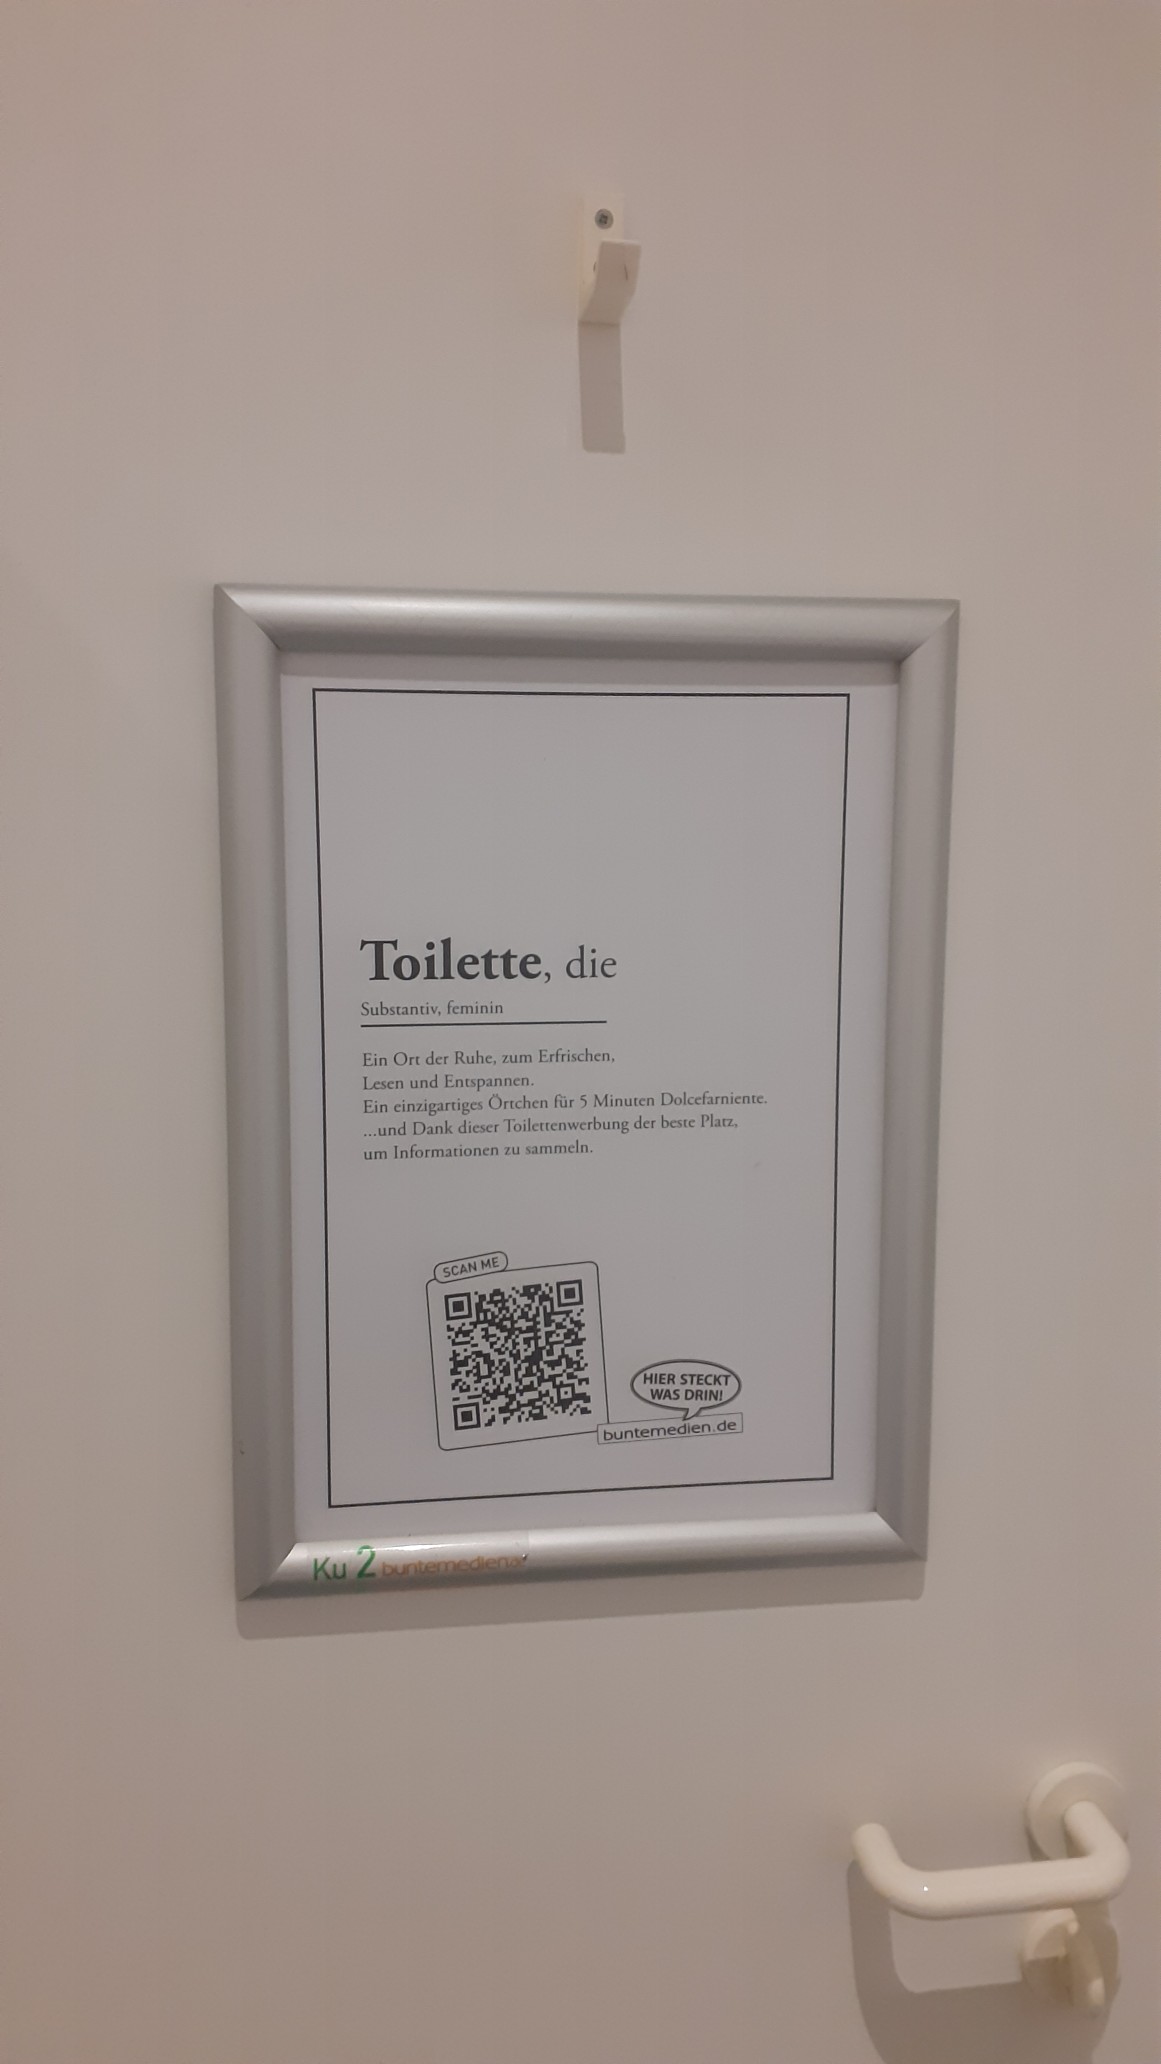 Toilette, die
Substantiv, feminin
Ein Ort der Ruhe, zum Erfrischen,
Lesen und Entspannen.
Ein einzigartiges Örtchen für 5 Minuten Dolcefarniente.
...und Dank dieser Toilettenwerbung der beste Platz,
um Informationen zu sammeln.
SCAN ME
HIER STECKT
WAS DRIN!
buntemedien.de
Ku 2 buntemedien.de